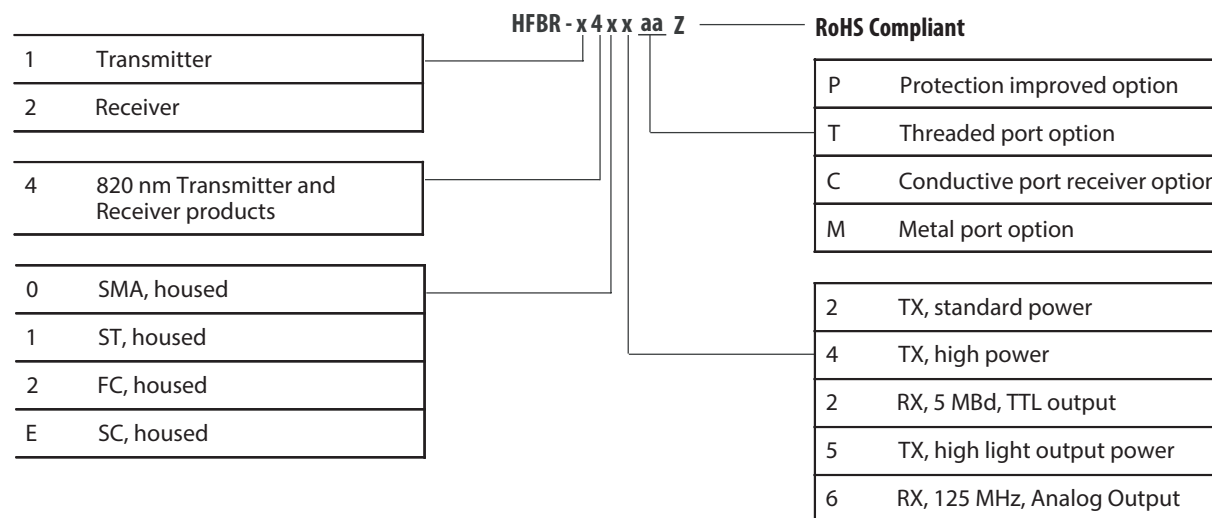 HFBR - x 4 x x aa Z
RoHS Compliant
1 Transmitter
2 Receiver
4 820 nm Transmitter and
Receiver products
0 SMA, housed
1 ST, housed
2 FC, housed
E SC, housed
P Protection improved option
T Threaded port option
C Conductive port receiver option
M Metal port option
2 TX, standard power
4 TX, high power
2 RX, 5 MBd, TTL output
5 TX, high light output power
6 RX, 125 MHz, Analog Output